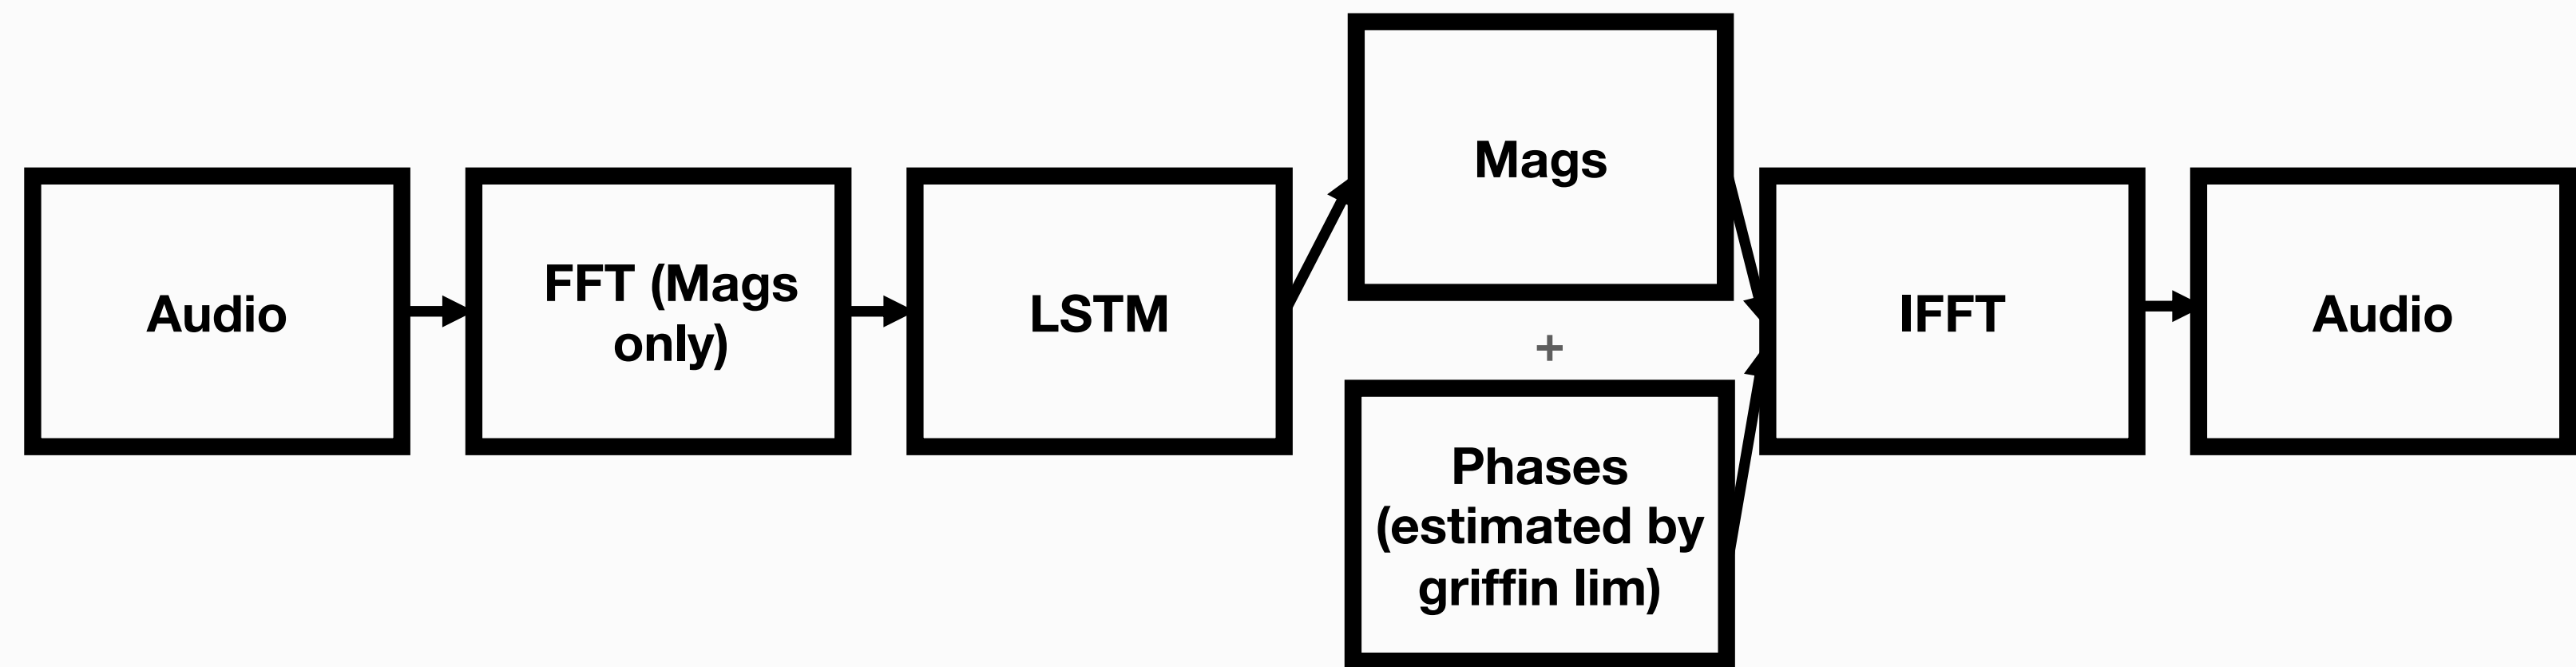 Audio
FFT (Mags
only)
LSTM
Mags
+
Phases
(estimated by
griffin lim)
IFFT
Audio